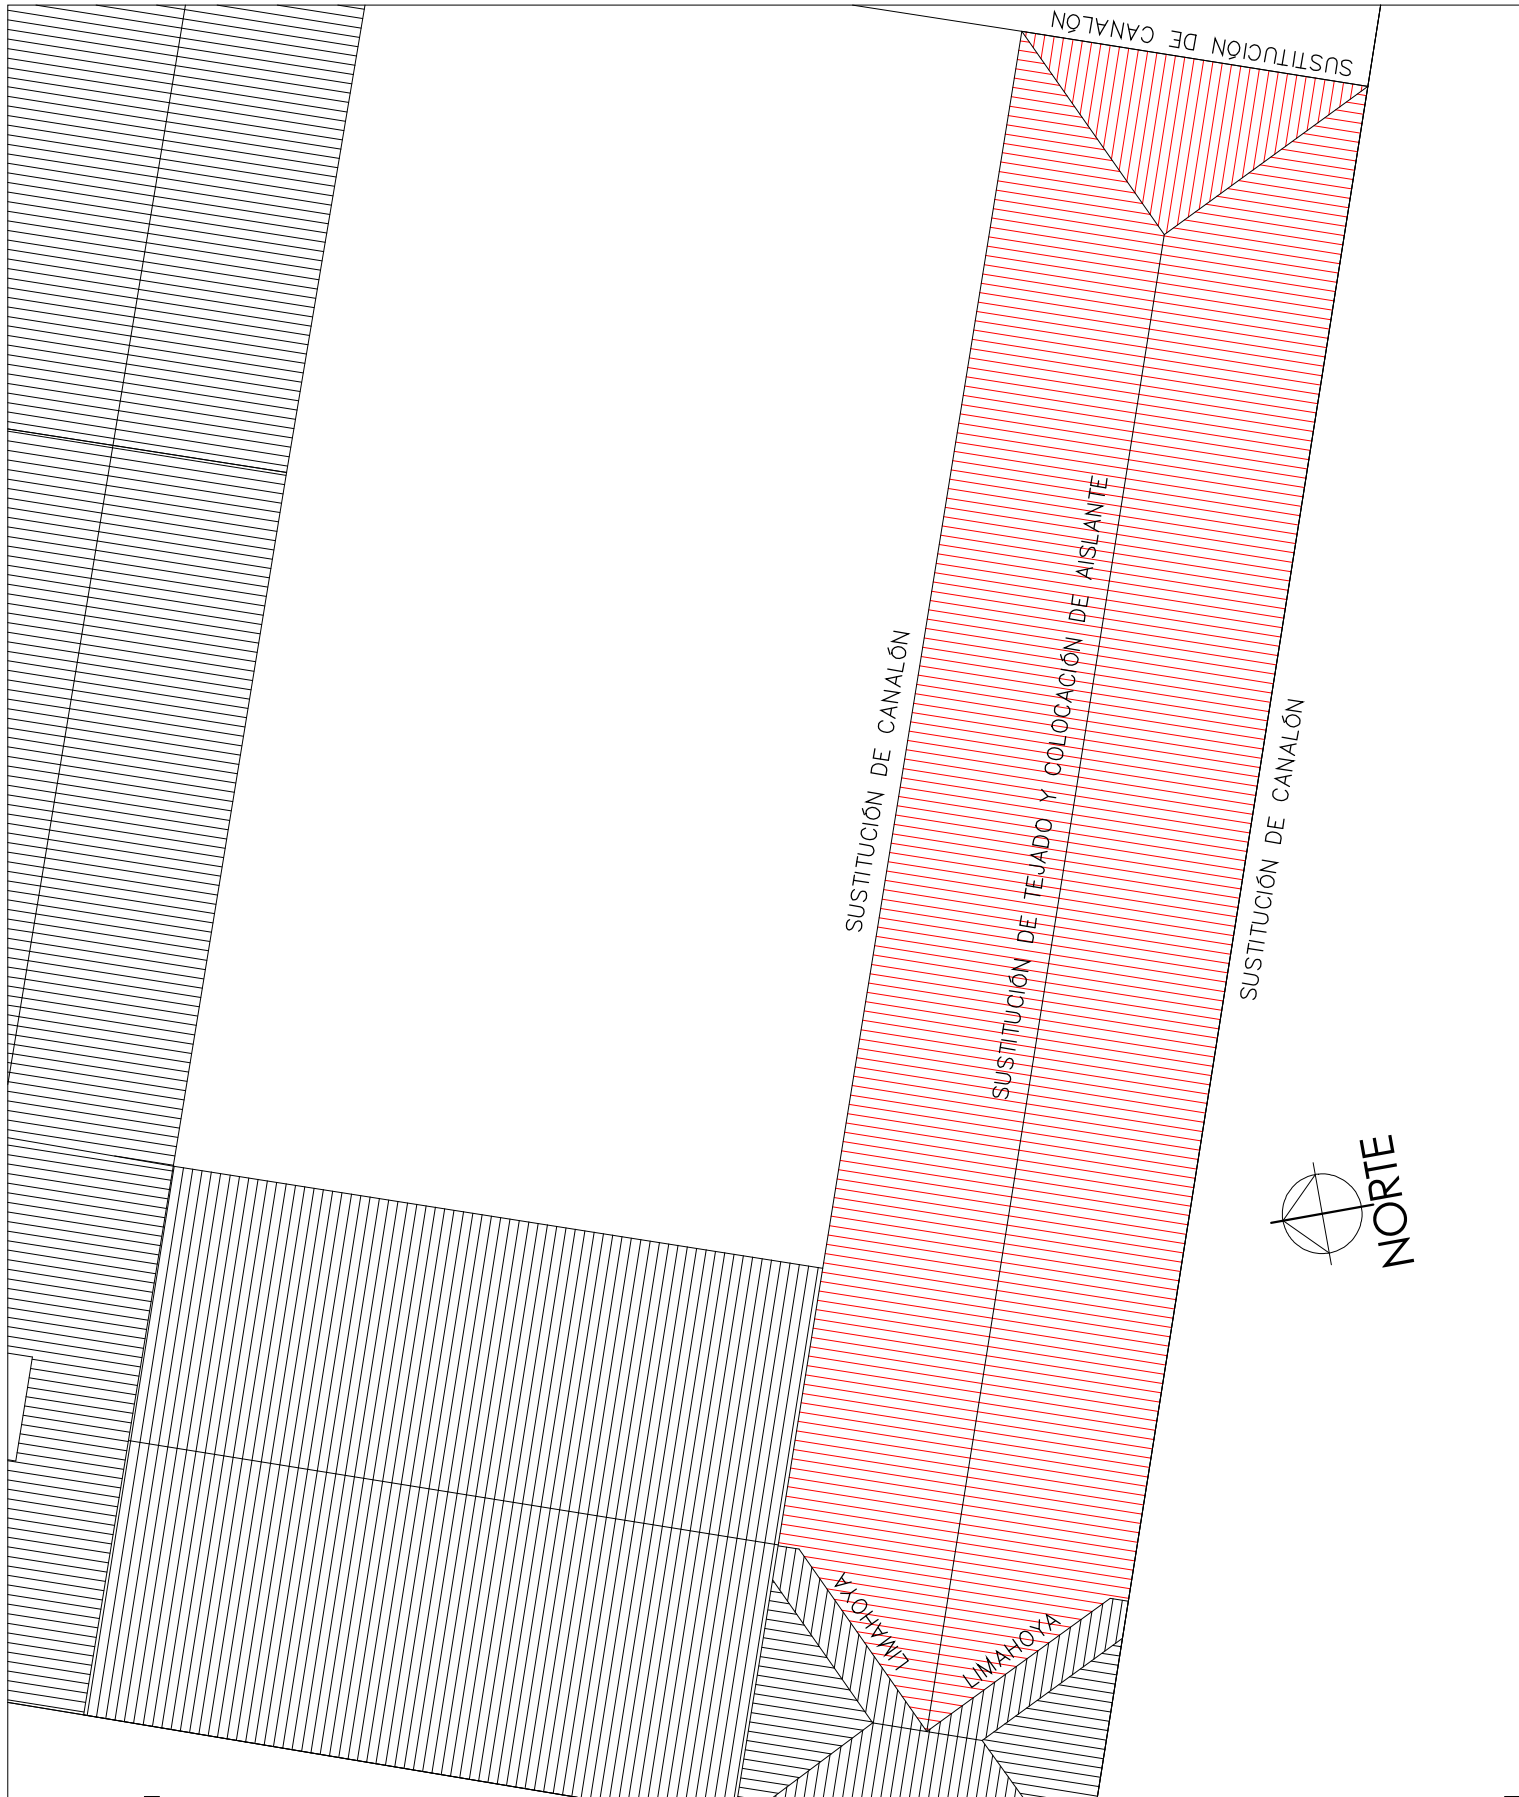 SUSTITUCIÓN DE CANALÓN
SUSTITUCIÓN DE CANALÓN
SUSTITUCIÓN DE TEJADO Y COLOCACIÓN DE AISLANTE
SUSTITUCIÓN DE CANALÓN
NORTE
LIMAHOYA
LIMAHOYA